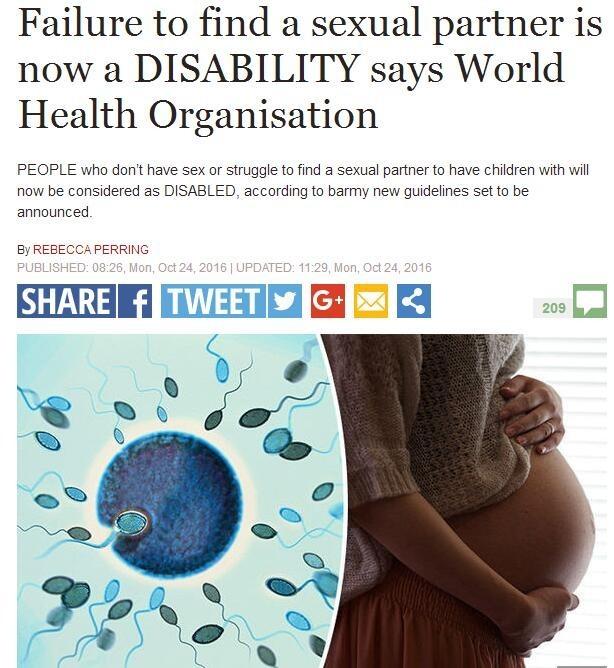 Failure to find a sexual partner is
now a DISABILITY says World
Health Organisation
PEOPLE who don't have sex or struggle to find a sexual partner to have children with will
now be considered as DISABLED, according to barmy new guidelines set to be
announced.
By REBECCA PERRING
PUBLISHED: 08:26, Mon, Oct 24, 2016 | UPDATED: 11:29, Mon, Oct 24, 2016
SHARE f TWEET G+ 209